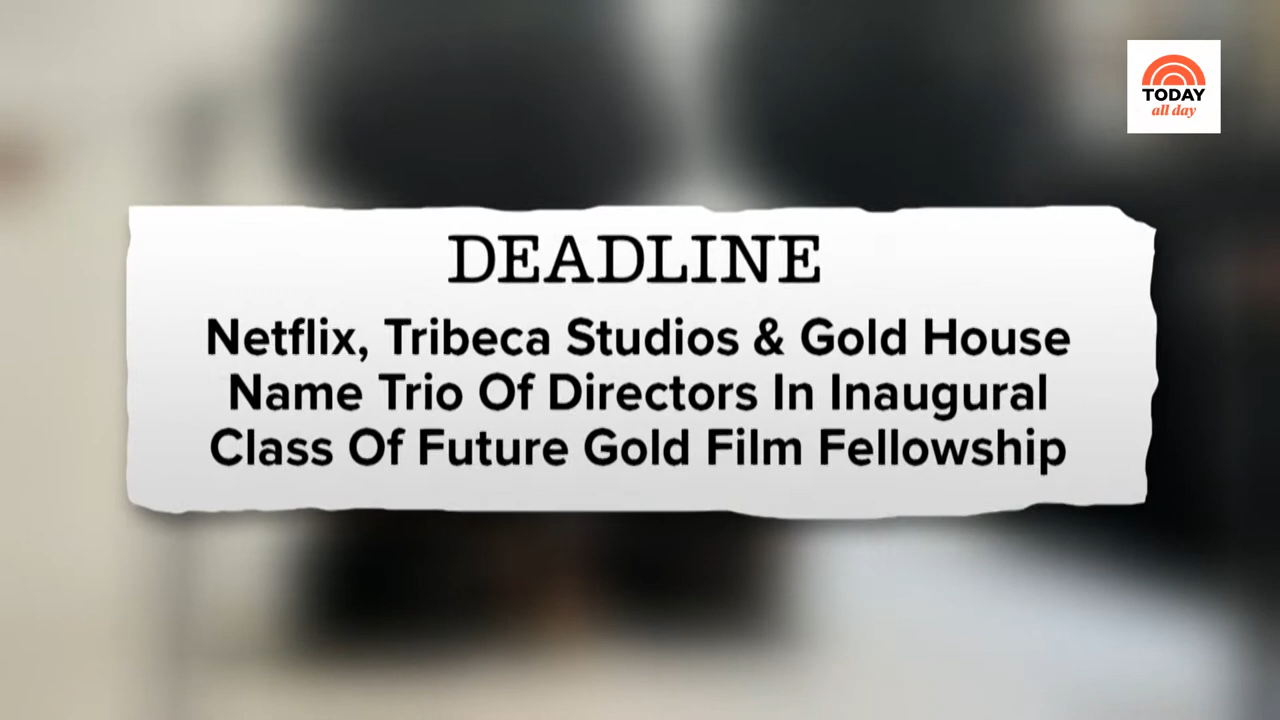 TODAY
all day
DEADLINE
Netflix, Tribeca Studios & Gold House
Name Trio Of Directors In Inaugural
Class Of Future Gold Film Fellowship